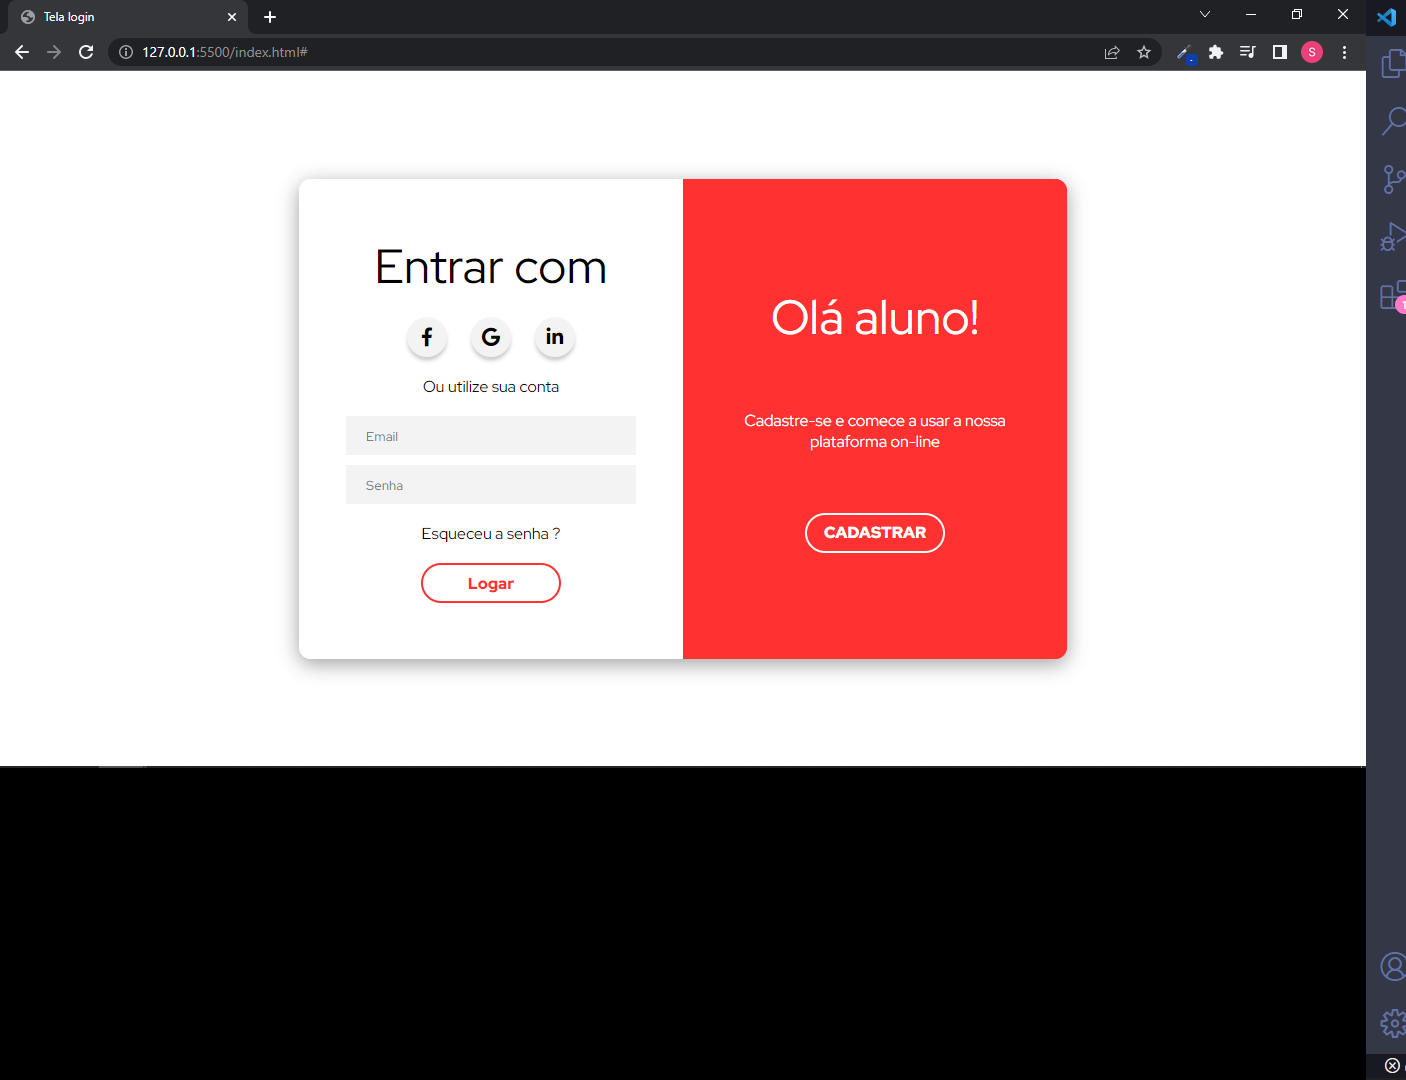 Tela login
127.0.0.1:5500/index.html#
S
Entrar com
f G in
Ou utilize sua conta
Email
Senha
Esqueceu a senha ?
Logar
Olá aluno!
Cadastre-se e comece a usar a nossa
plataforma on-line
CADASTRAR